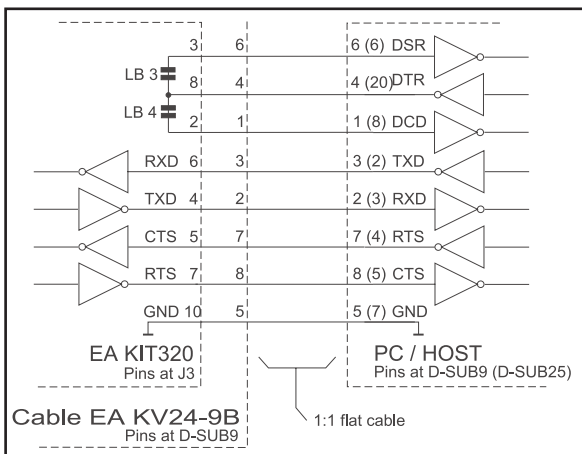 3 6 6 (6) DSR
LB 3
8 4 4 (20) DTR
LB 4
2 1 1 (8) DCD
RXD 6 3 3 (2) TXD
TXD 4 2 2 (3) RXD
CTS 5 7 7 (4) RTS
RTS 7 8 8 (5) CTS
GND 10 5 5 (7) GND
EA KIT320
Pins at J3
PC / HOST
Pins at D-SUB9 (D-SUB25)
Cable EA KV24-9B
Pins at D-SUB9
1:1 flat cable